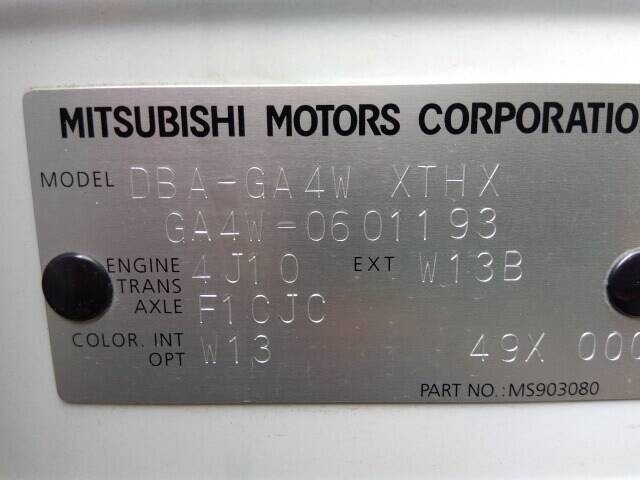 MITSUBISHI MOTORS CORPORATIO
MODEL DBA-GA4W XTHX
GA4W-0601193
ENGINE 4J10 EXT W13B
TRANS
AXLE F1CJC
COLOR. INT W13
OPT 49X 000
PART NO.: MS903080